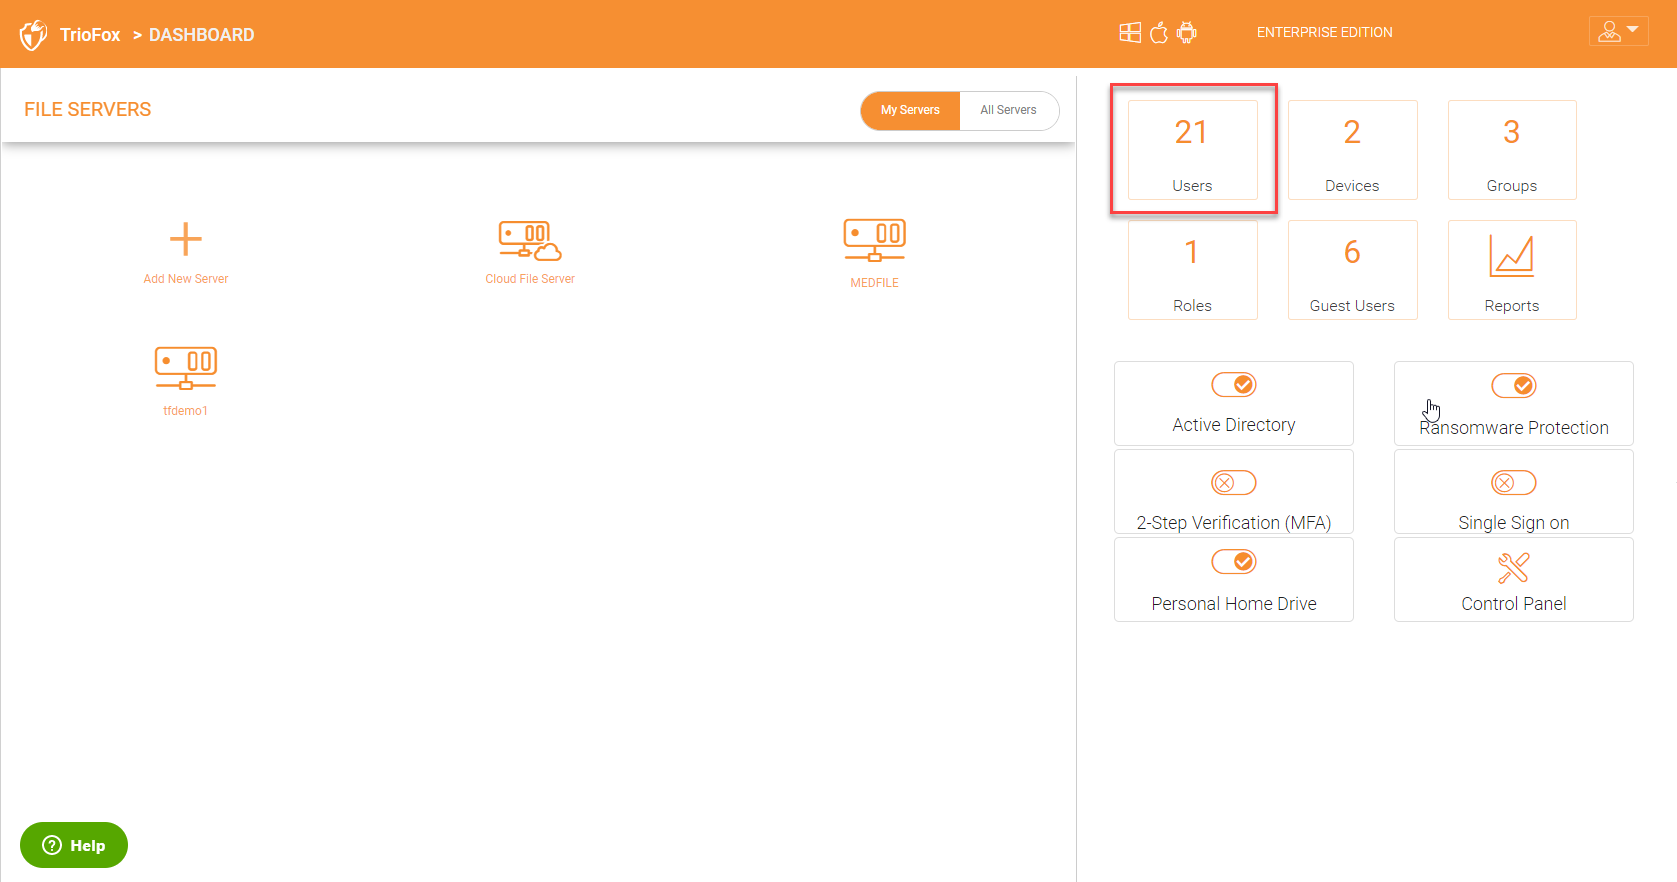 TrioFox > DASHBOARD
ENTERPRISE EDITION
FILE SERVERS
My Servers
All Servers
Add New Server
Cloud File Server
MEDFILE
tfdemo1
21
Users
2
Devices
3
Groups
1
Roles
6
Guest Users
Reports
Active Directory
Ransomware Protection
2-Step Verification (MFA)
Single Sign on
Personal Home Drive
Control Panel
? Help